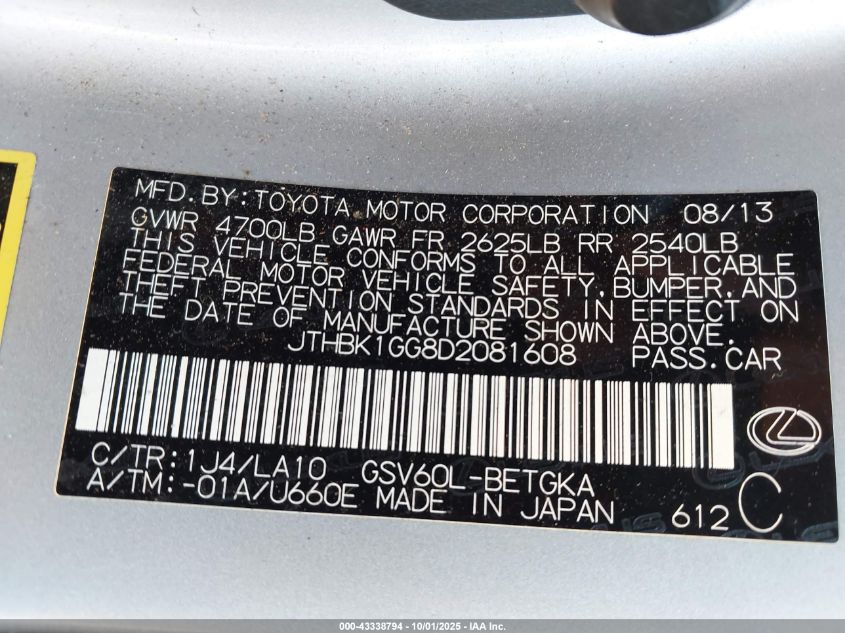 MFD. BY: TOYOTA MOTOR CORPORATION 08/13
GVWR 4700LB GAWR FR 2625LB RR 2540LB
THIS VEHICLE CONFORMS TO ALL APPLICABLE
FEDERAL MOTOR VEHICLE SAFETY, BUMPER, AND
THEFT PREVENTION STANDARDS IN EFFECT ON
THE DATE OF MANUFACTURE SHOWN ABOVE.
JTHBK1GG8D2081608 PASS. CAR
C/TR: 1J4/LA10 GSV60L-BETGKA
A/TM: -01A/U660E MADE IN JAPAN 612 C
000-43338794 - 10/01/2025 - IAA Inc.